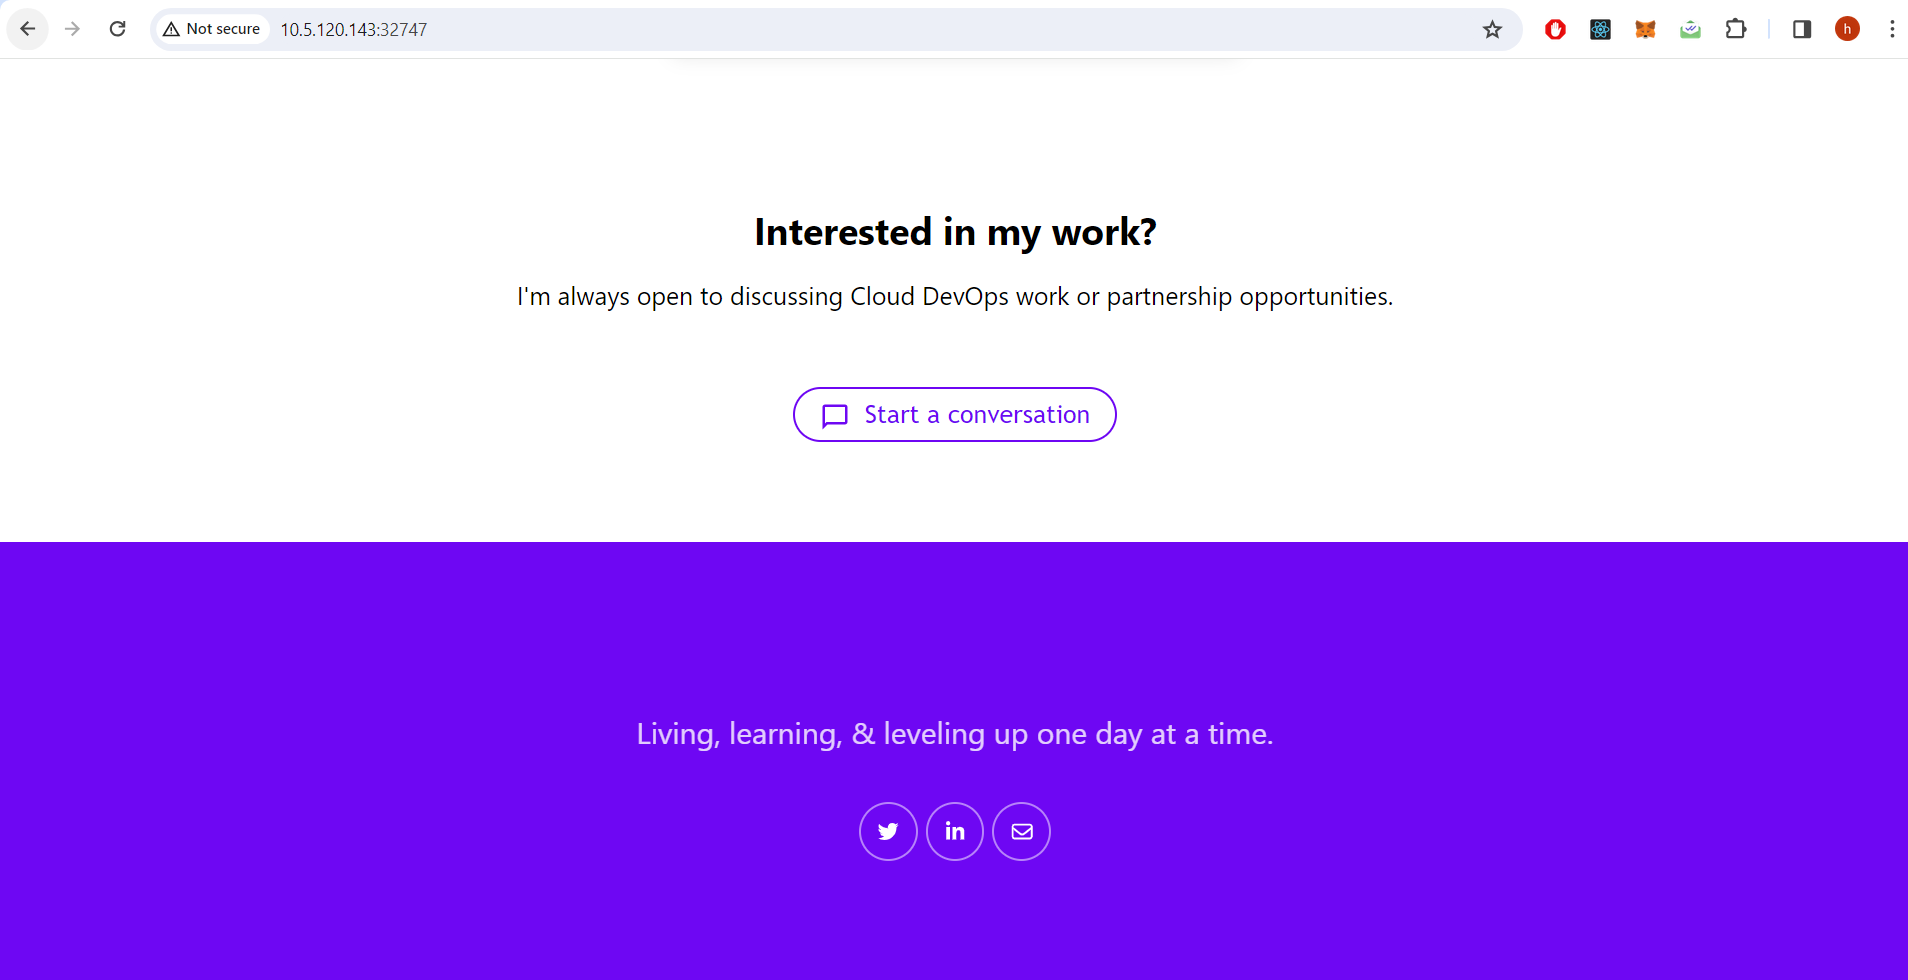 Not secure 10.5.120.143:32747
h
Interested in my work?
I'm always open to discussing Cloud DevOps work or partnership opportunities.
Start a conversation
Living, learning, & leveling up one day at a time.
in